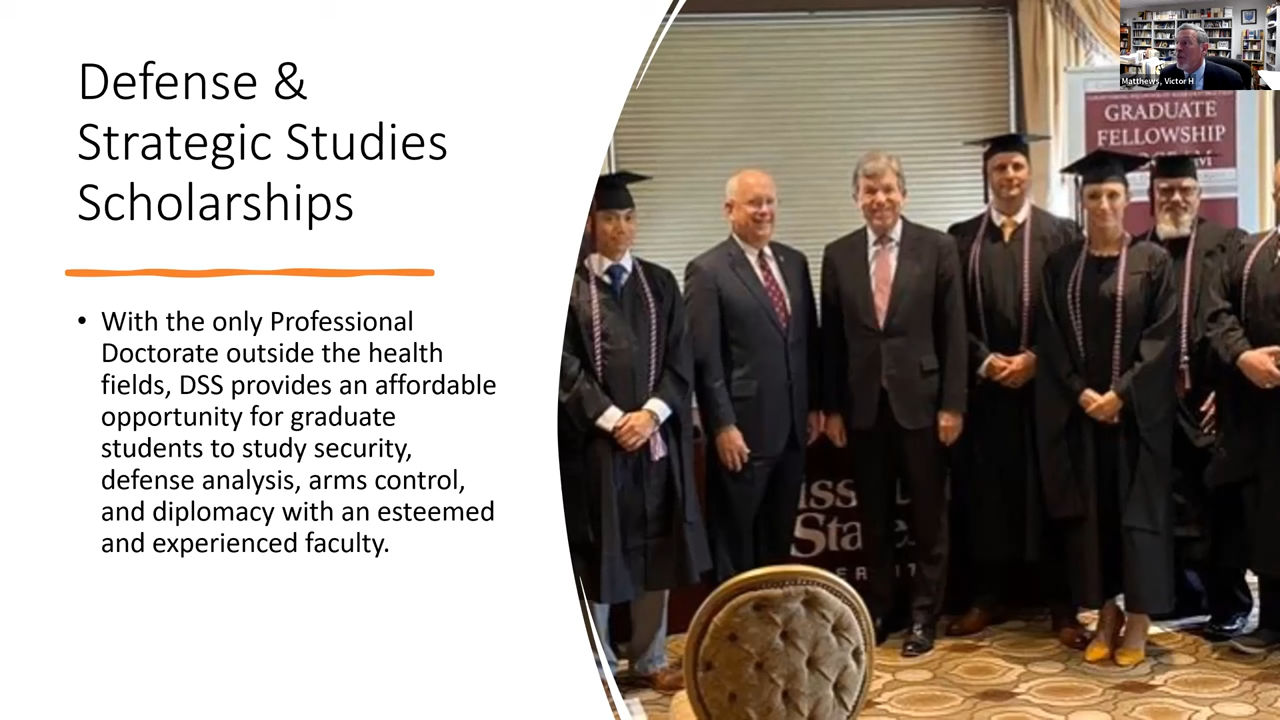 Defense &
Strategic Studies
Scholarships
• With the only Professional
Doctorate outside the health
fields, DSS provides an affordable
opportunity for graduate
students to study security,
defense analysis, arms control,
and diplomacy with an esteemed
and experienced faculty.
Matthews, Victor H
GRADUATE
FELLOWSHIP